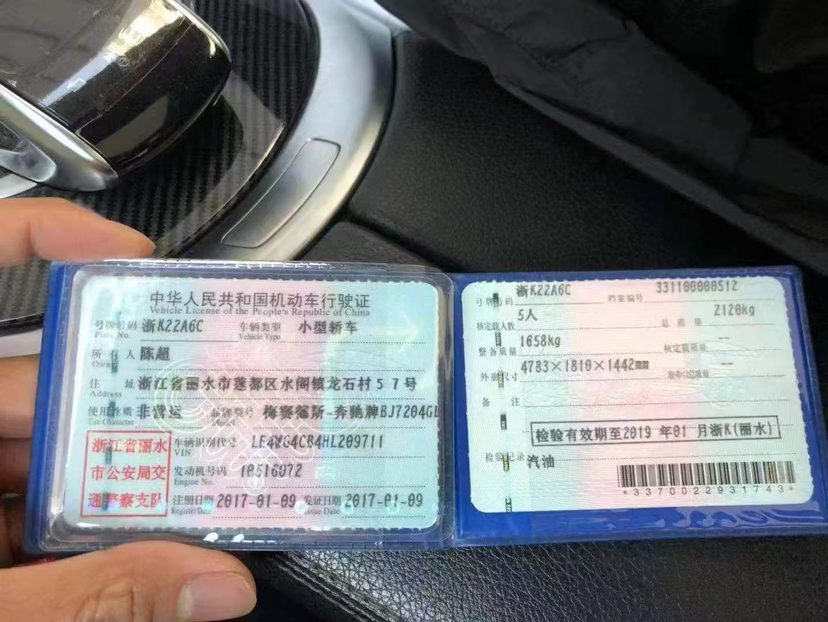 中华人民共和国机动车行驶证
Vehicle License of the People's Republic of China
号牌号码 浙K22A6C 车辆类型 小型轿车
Plate No. Vehicle Type
所有人 陈超
住址 浙江省丽水市莲都区水阁镇龙石村57号
使用性质 非营运 品牌型号 梅赛德斯-奔驰牌BJ7204GL
Use Character Model
浙江省丽水
市公安局交
通警察支队
车辆识别代号
VIN
发动机号码 18516072
Engine No.
注册日期 2017-01-09 发证日期 2017-01-09
Register Date Issue Date
号牌号码 浙K22A6C 档案编号 331100008512
核定载人数 5人 总质量 2120kg
整备质量 1658kg 核定载质量 --
外廓尺寸 4783×1810×1442mm 准牵引总质量 --
备注
检验有效期至2019年01月浙K(丽水)
检验记录 汽油
*3370022931743*